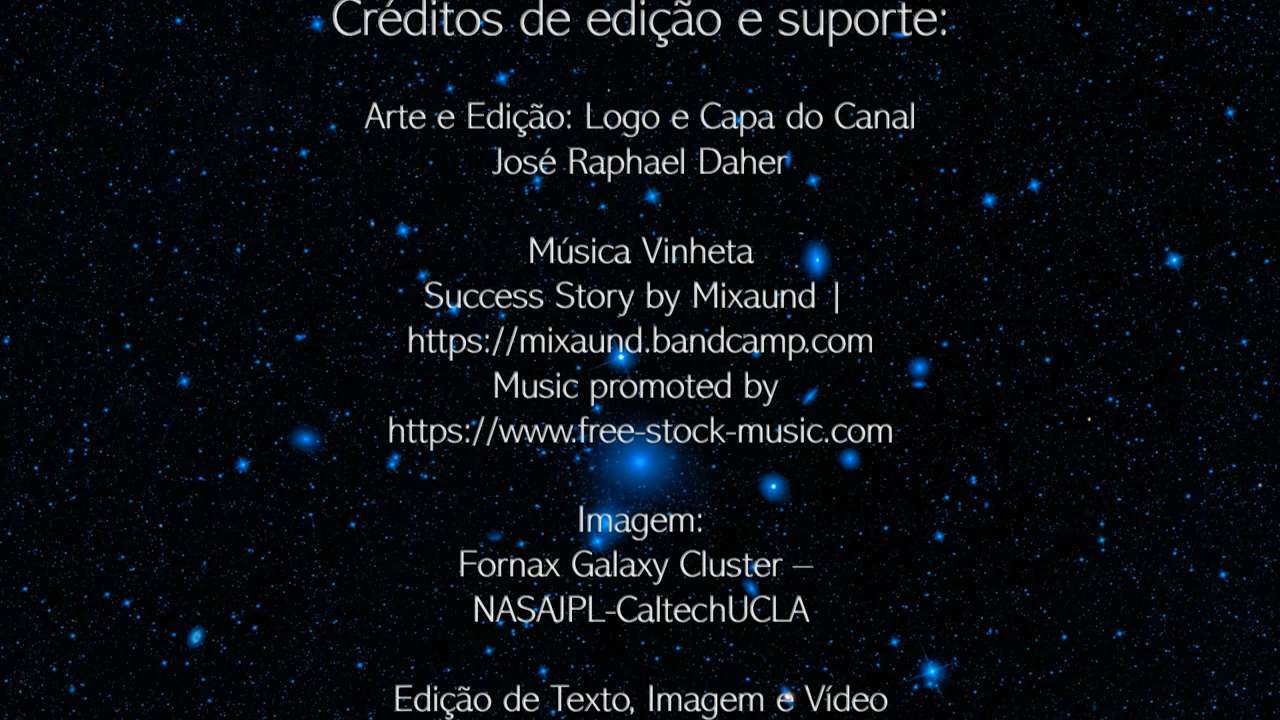 Créditos de edição e suporte:
Arte e Edição: Logo e Capa do Canal
José Raphael Daher
Música Vinheta
Success Story by Mixaund |
https://mixaund.bandcamp.com
Music promoted by
https://www.free-stock-music.com
Imagem:
Fornax Galaxy Cluster –
NASAJPL-CaltechUCLA
Edição de Texto, Imagem e Vídeo